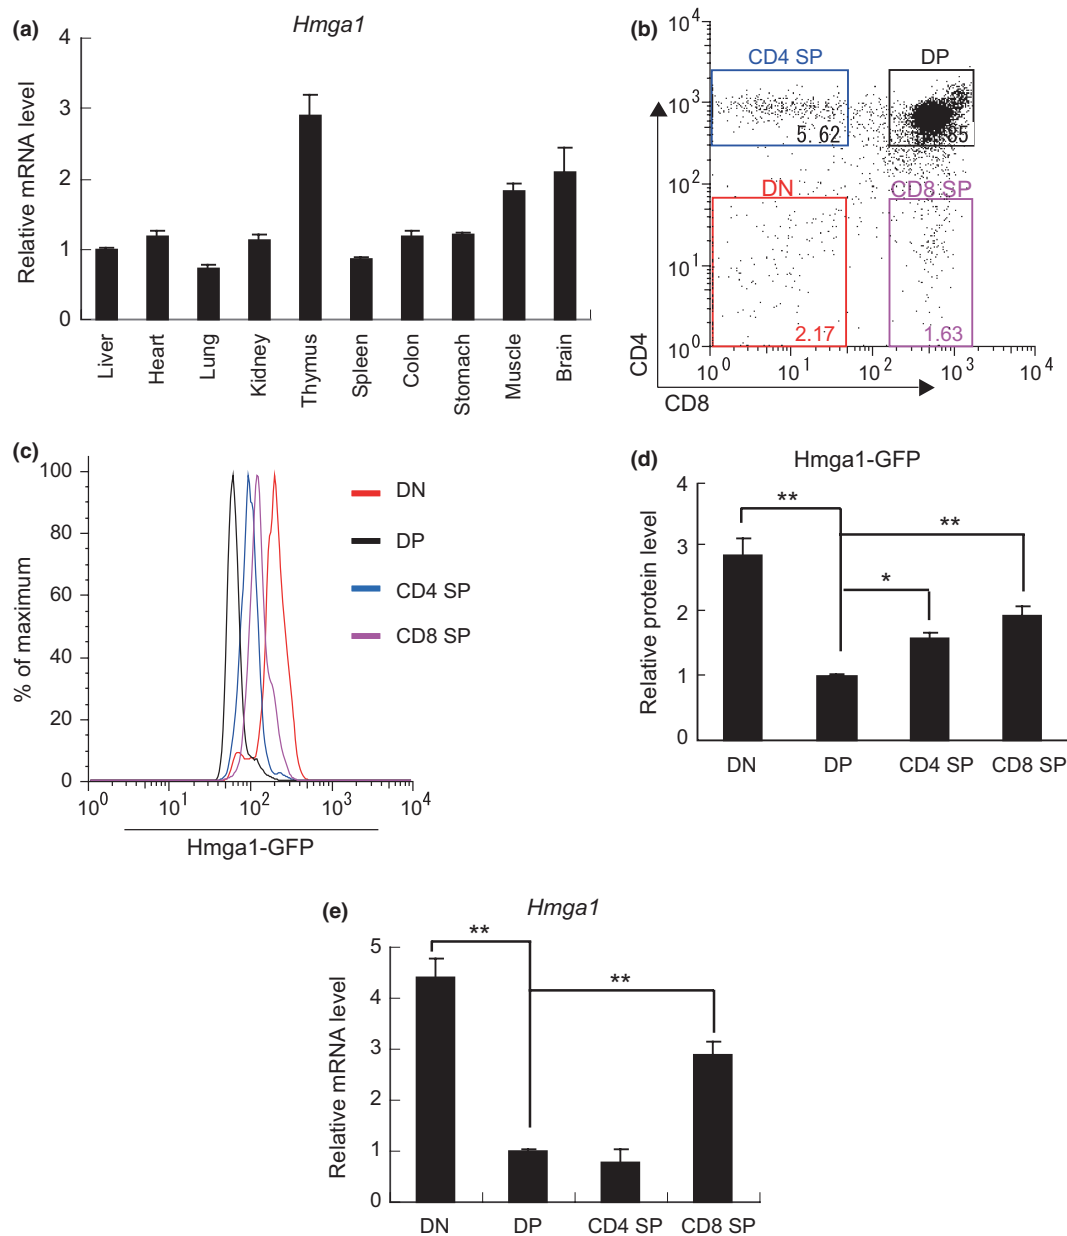 (a)
Hmga1
Relative mRNA level
4
3
2
1
0
Liver
Heart
Lung
Kidney
Thymus
Spleen
Colon
Stomach
Muscle
Brain
(b)
CD4 SP
DP
5.62
85
DN
CD8 SP
2.17
1.63
10^4
10^3
10^2
10^1
10^0
CD4
10^0 10^1 10^2 10^3 10^4
CD8
(c)
% of maximum
100
80
60
40
20
0
DN
DP
CD4 SP
CD8 SP
10^0 10^1 10^2 10^3 10^4
Hmga1-GFP
(d)
Hmga1-GFP
Relative protein level
4
3
2
1
0
**
**
*
DN DP CD4 SP CD8 SP
(e)
Hmga1
Relative mRNA level
5
4
3
2
1
0
**
**
DN DP CD4 SP CD8 SP